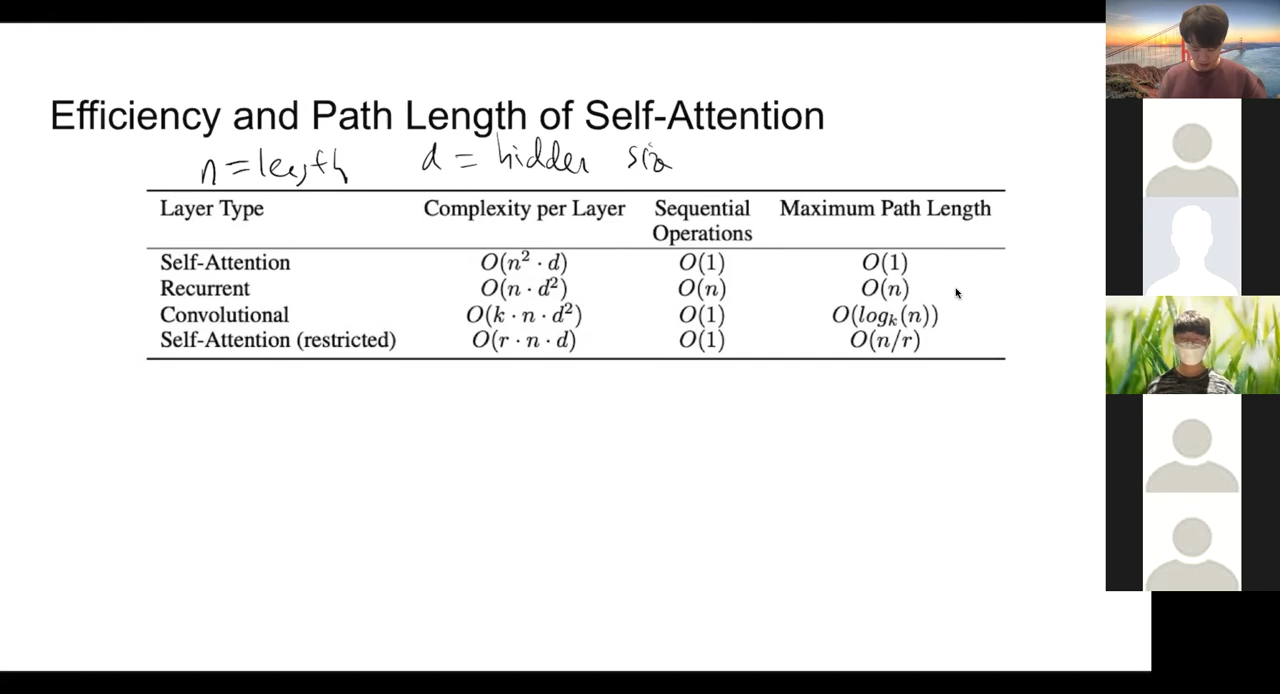 Efficiency and Path Length of Self-Attention
n = length d = hidden size
Layer Type Complexity per Layer Sequential Operations Maximum Path Length
Self-Attention O(n² · d) O(1) O(1)
Recurrent O(n · d²) O(n) O(n)
Convolutional O(k · n · d²) O(1) O(logₖ(n))
Self-Attention (restricted) O(r · n · d) O(1) O(n/r)